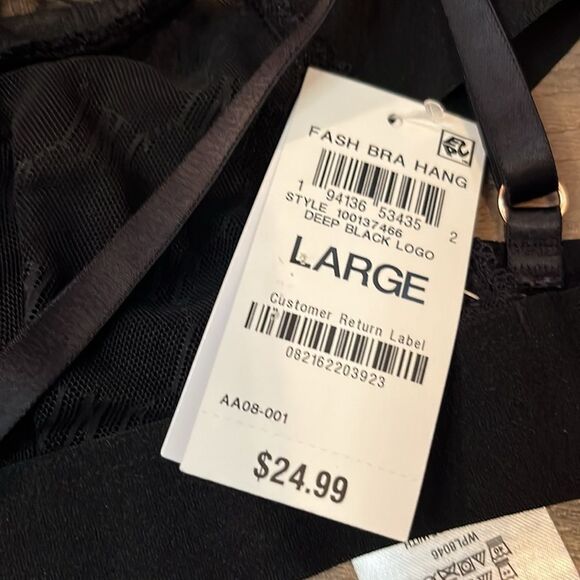 FASH BRA HANG
1 94136 53435 2
STYLE 100137466
DEEP BLACK LOGO
LARGE
Customer Return Label
082162203923
AA08-001
$24.99
WPL8046